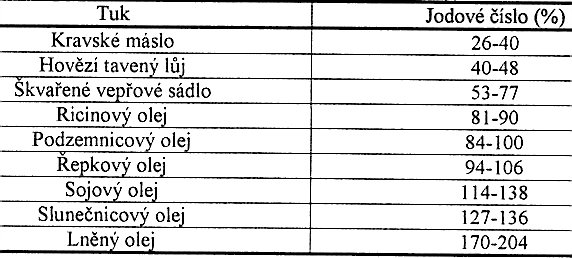 Tuk Jodové číslo (%)
Kravské máslo 26-40
Hovězí tavený lůj 40-48
Škvařené vepřové sádlo 53-77
Ricinový olej 81-90
Podzemnicový olej 84-100
Řepkový olej 94-106
Sojový olej 114-138
Slunečnicový olej 127-136
Lněný olej 170-204